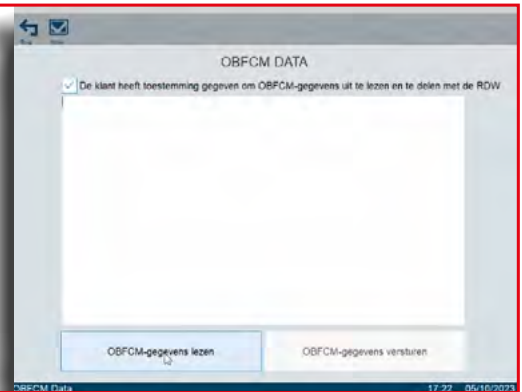 OBFCM DATA
De klant heeft toestemming gegeven om OBFCM-gegevens uit te lezen en te delen met de RDW
OBFCM-gegevens lezen
OBFCM-gegevens versturen
OBFCM Data
17:22 05/10/2023